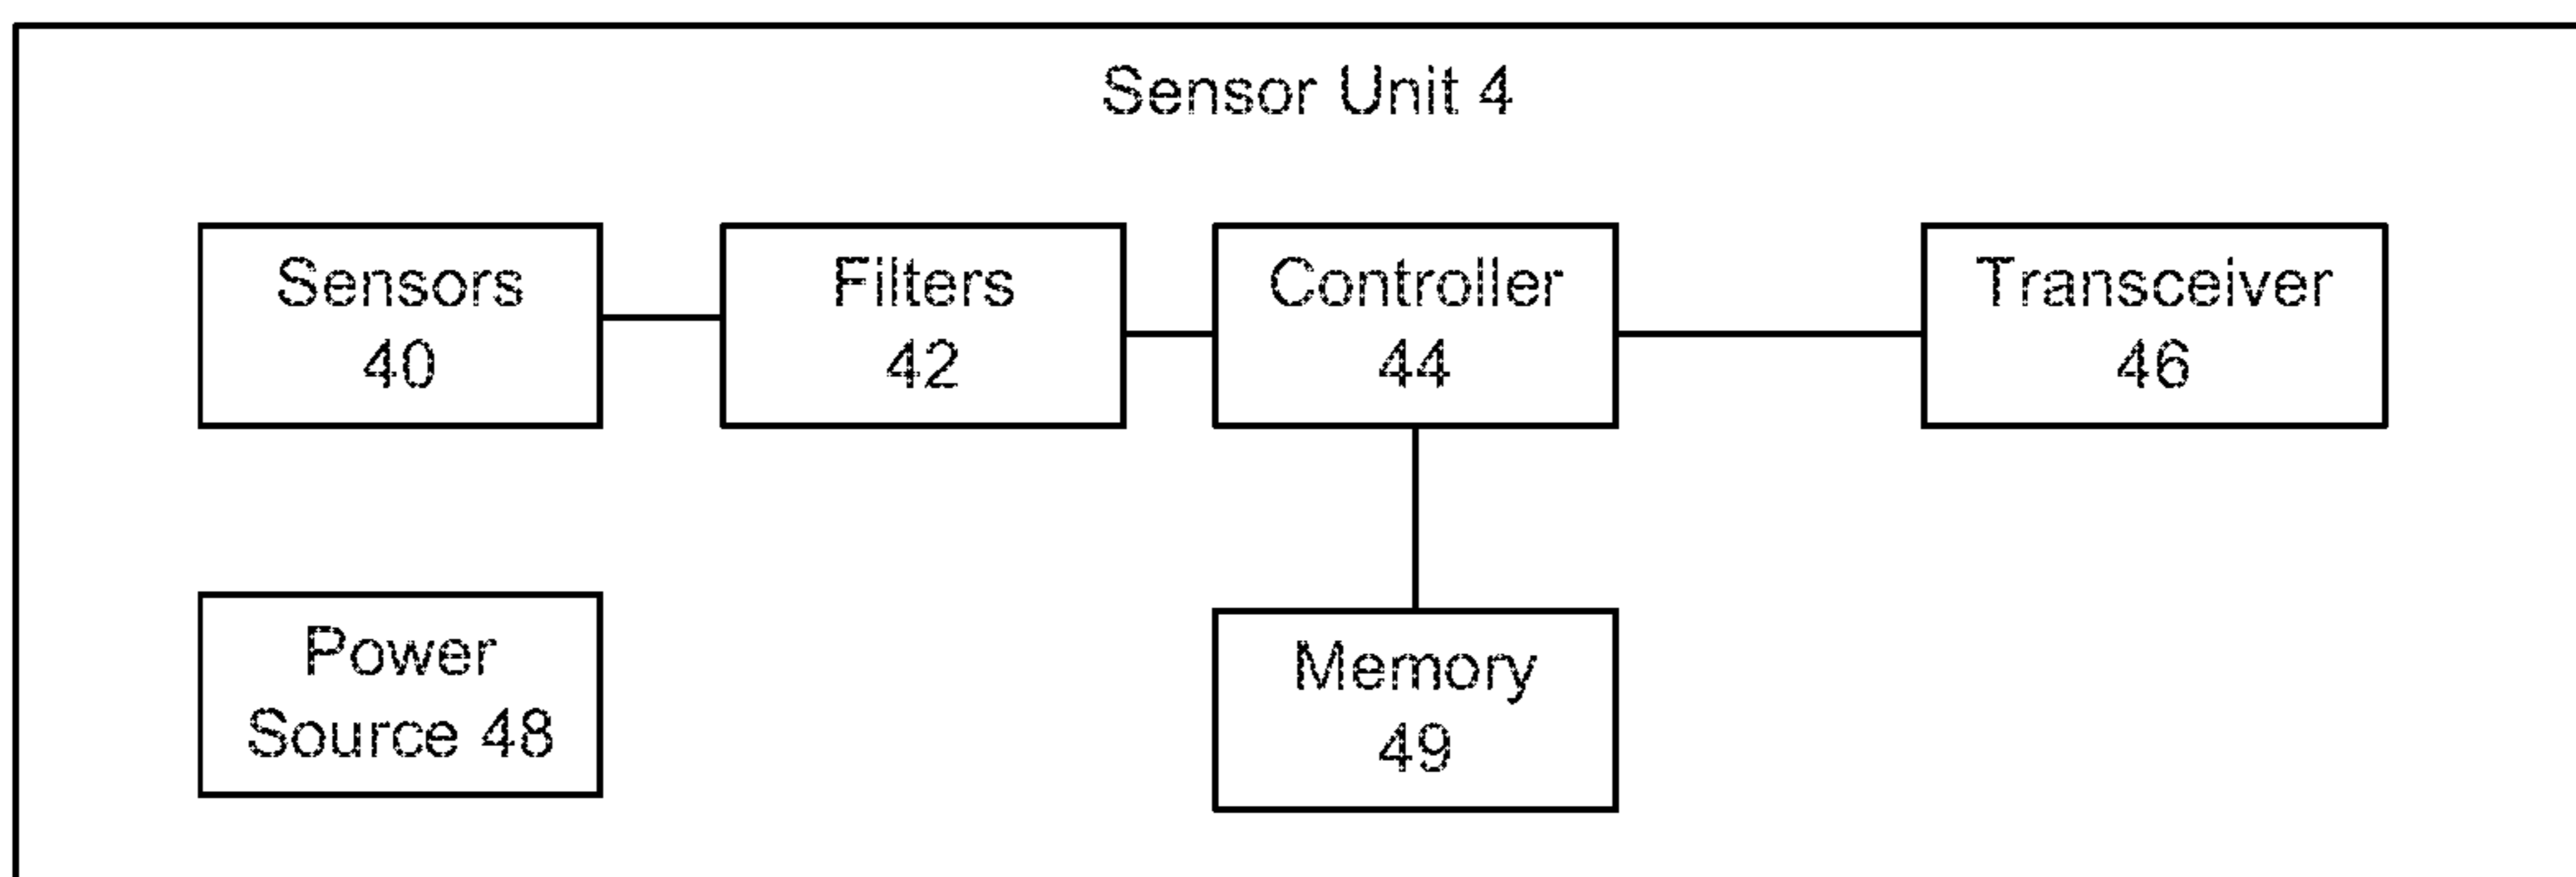 Sensor Unit 4
Sensors
40
Filters
42
Controller
44
Transceiver
46
Power
Source 48
Memory
49